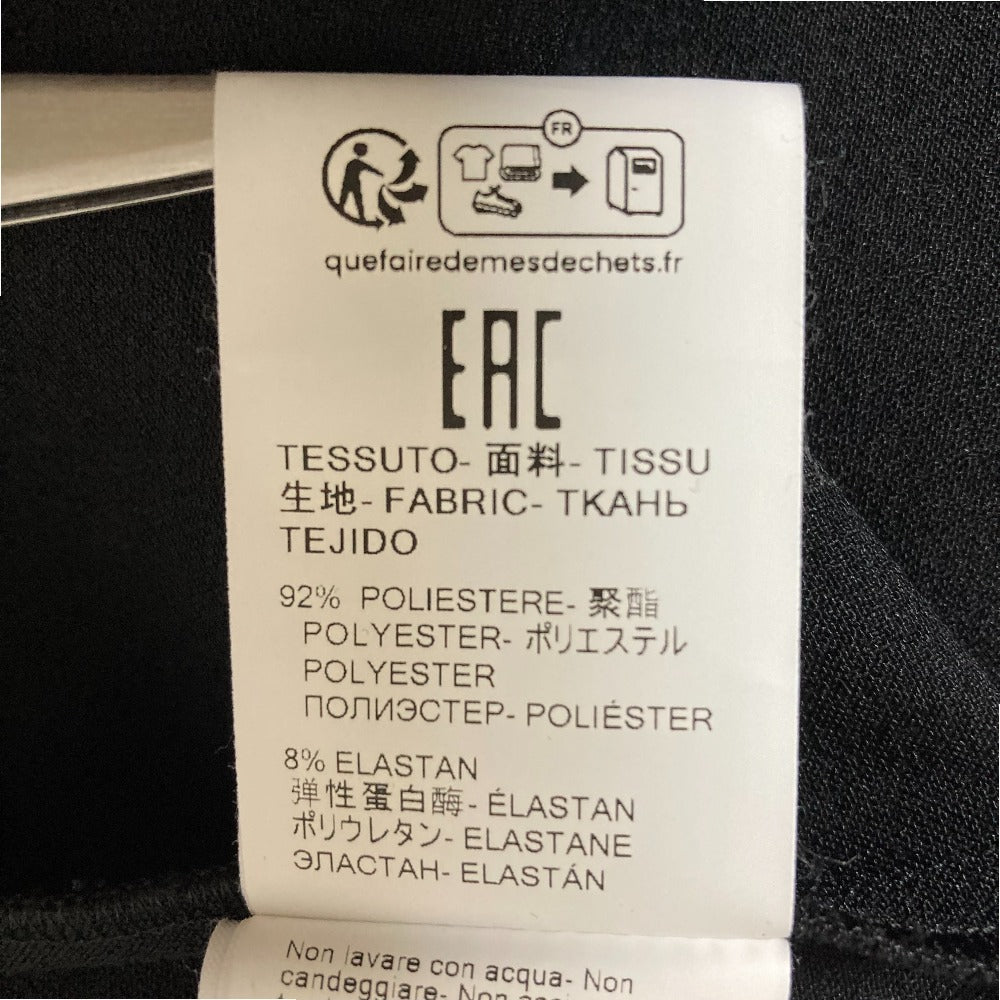 FR
quefairedemesdechets.fr
EAC
TESSUTO- 面料- TISSU
生地- FABRIC- ТКАНЬ
TEJIDO
92% POLIESTERE- 聚酯
POLYESTER- ポリエステル
POLYESTER
ПОЛИЭСТЕР- POLIÉSTER
8% ELASTAN
弹性蛋白酶- ÉLASTAN
ポリウレタン- ELASTANE
ЭЛАСТАН- ELASTÁN
Non lavare con acqua- Non
candeggiare- Non